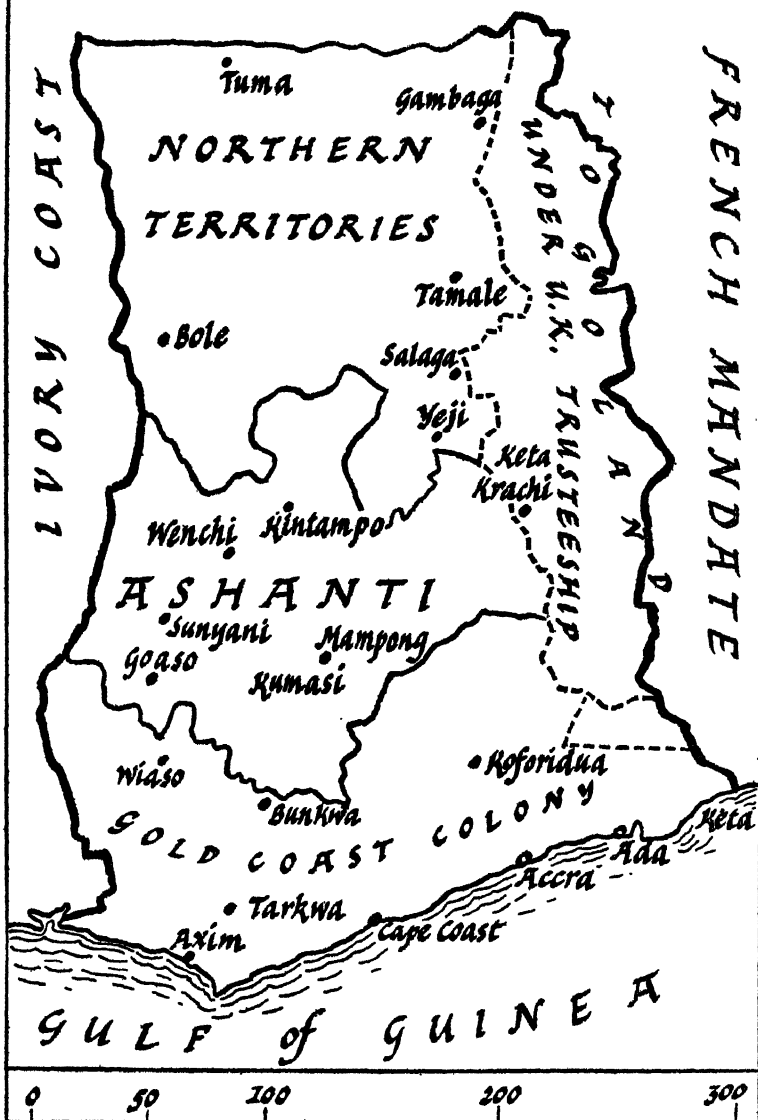 IVORY COAST
Tuma
Gambaga
NORTHERN
TERRITORIES
TOGOLAND
UNDER U.K. TRUSTEESHIP
FRENCH MANDATE
Tamale
Bole
Salaga
Yeji
Keta
Krachi
Wenchi
Kintampo
ASHANTI
Sunyani
Mampong
Goaso
Kumasi
Wiaso
Koforidua
Bunkwa
GOLD COAST COLONY
Keta
Ada
Accra
Tarkwa
Cape Coast
Axim
GULF of GUINEA
0 50 100 200 300